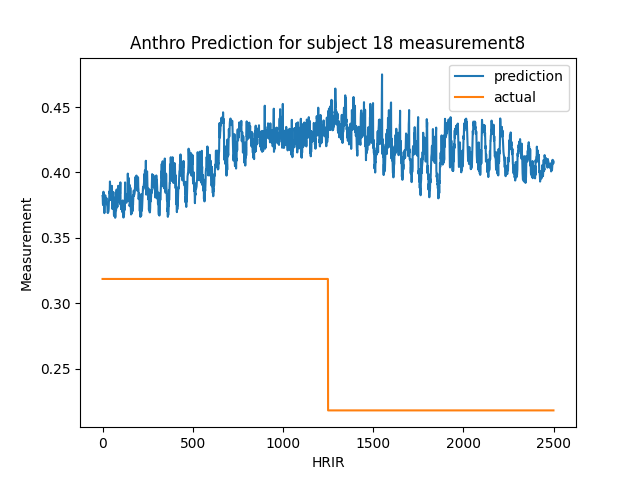 Anthro Prediction for subject 18 measurement8
prediction
actual
0.45
0.40
0.35
0.30
0.25
Measurement
0
500
1000
1500
2000
2500
HRIR